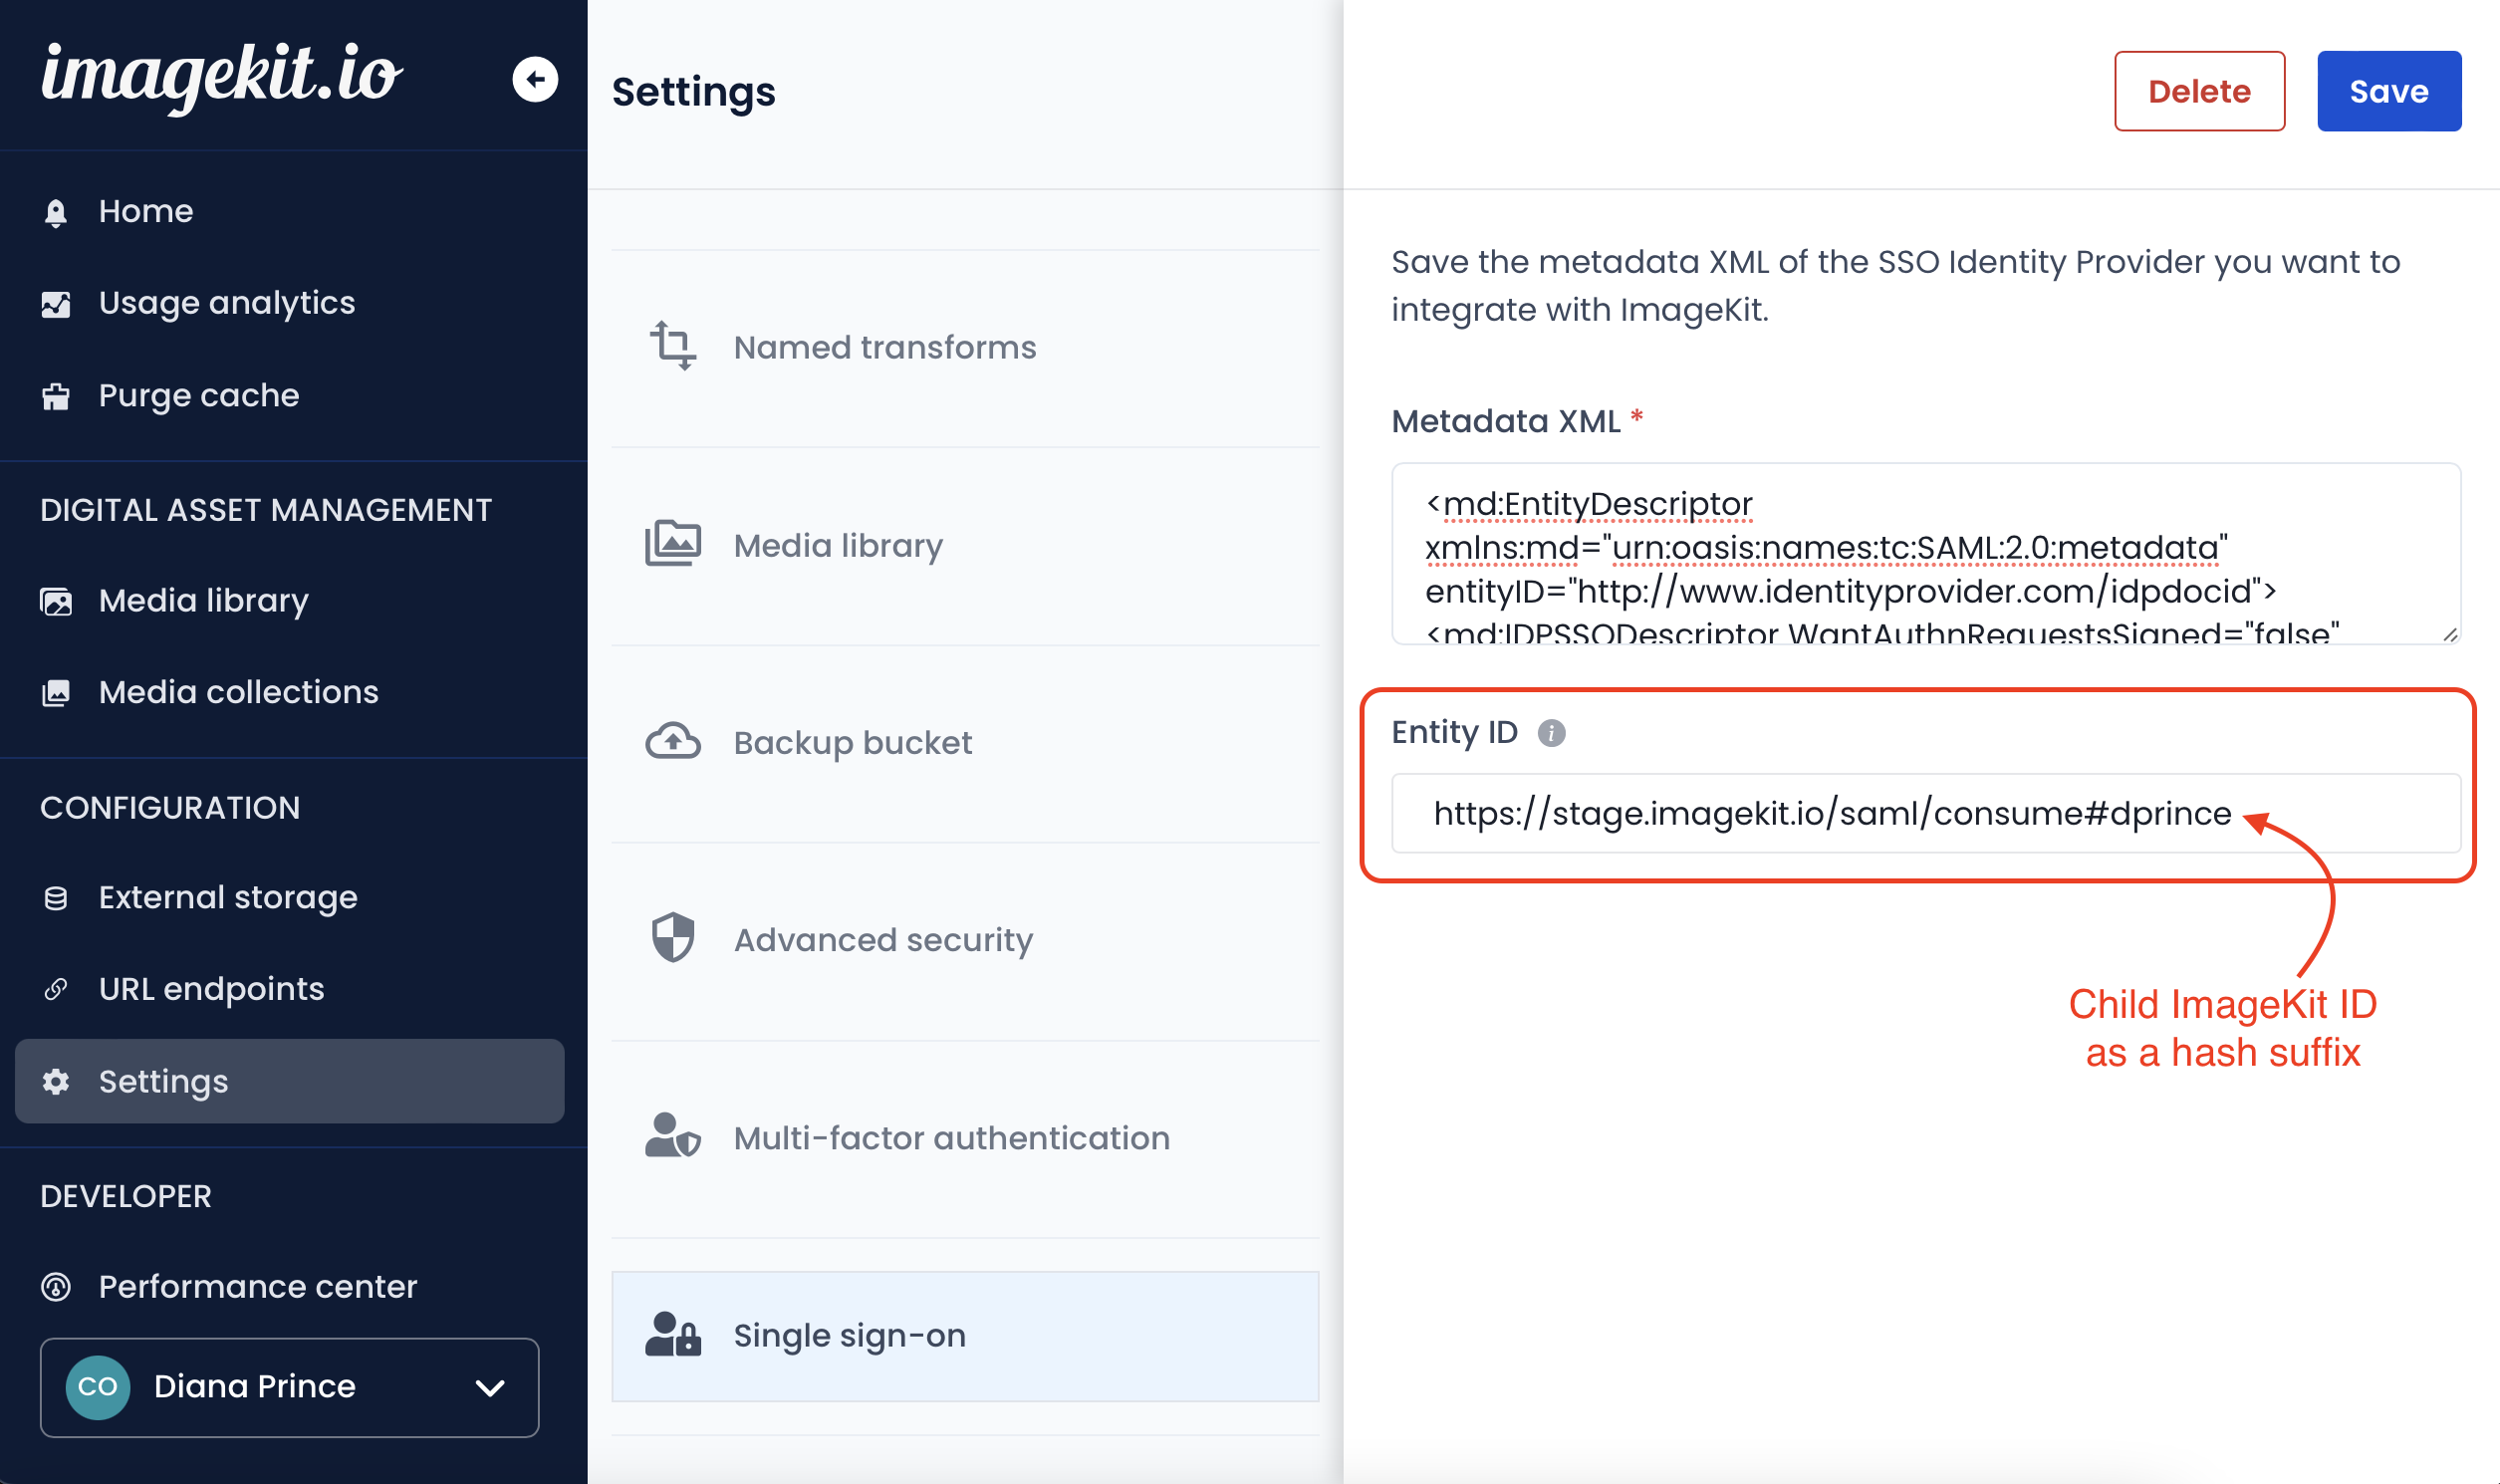 imagekit.io
Home
Usage analytics
Purge cache
DIGITAL ASSET MANAGEMENT
Media library
Media collections
CONFIGURATION
External storage
URL endpoints
Settings
DEVELOPER
Performance center
CO
Diana Prince
Settings
Named transforms
Media library
Backup bucket
Advanced security
Multi-factor authentication
Single sign-on
Delete
Save
Save the metadata XML of the SSO Identity Provider you want to
integrate with ImageKit.
Metadata XML *
<md:EntityDescriptor
xmlns:md="urn:oasis:names:tc:SAML:2.0:metadata"
entityID="http://www.identityprovider.com/idpdocid">
<md:IDPSSODescriptor WantAuthnRequestsSigned="false"
Entity ID i
https://stage.imagekit.io/saml/consume#dprince
Child ImageKit ID
as a hash suffix